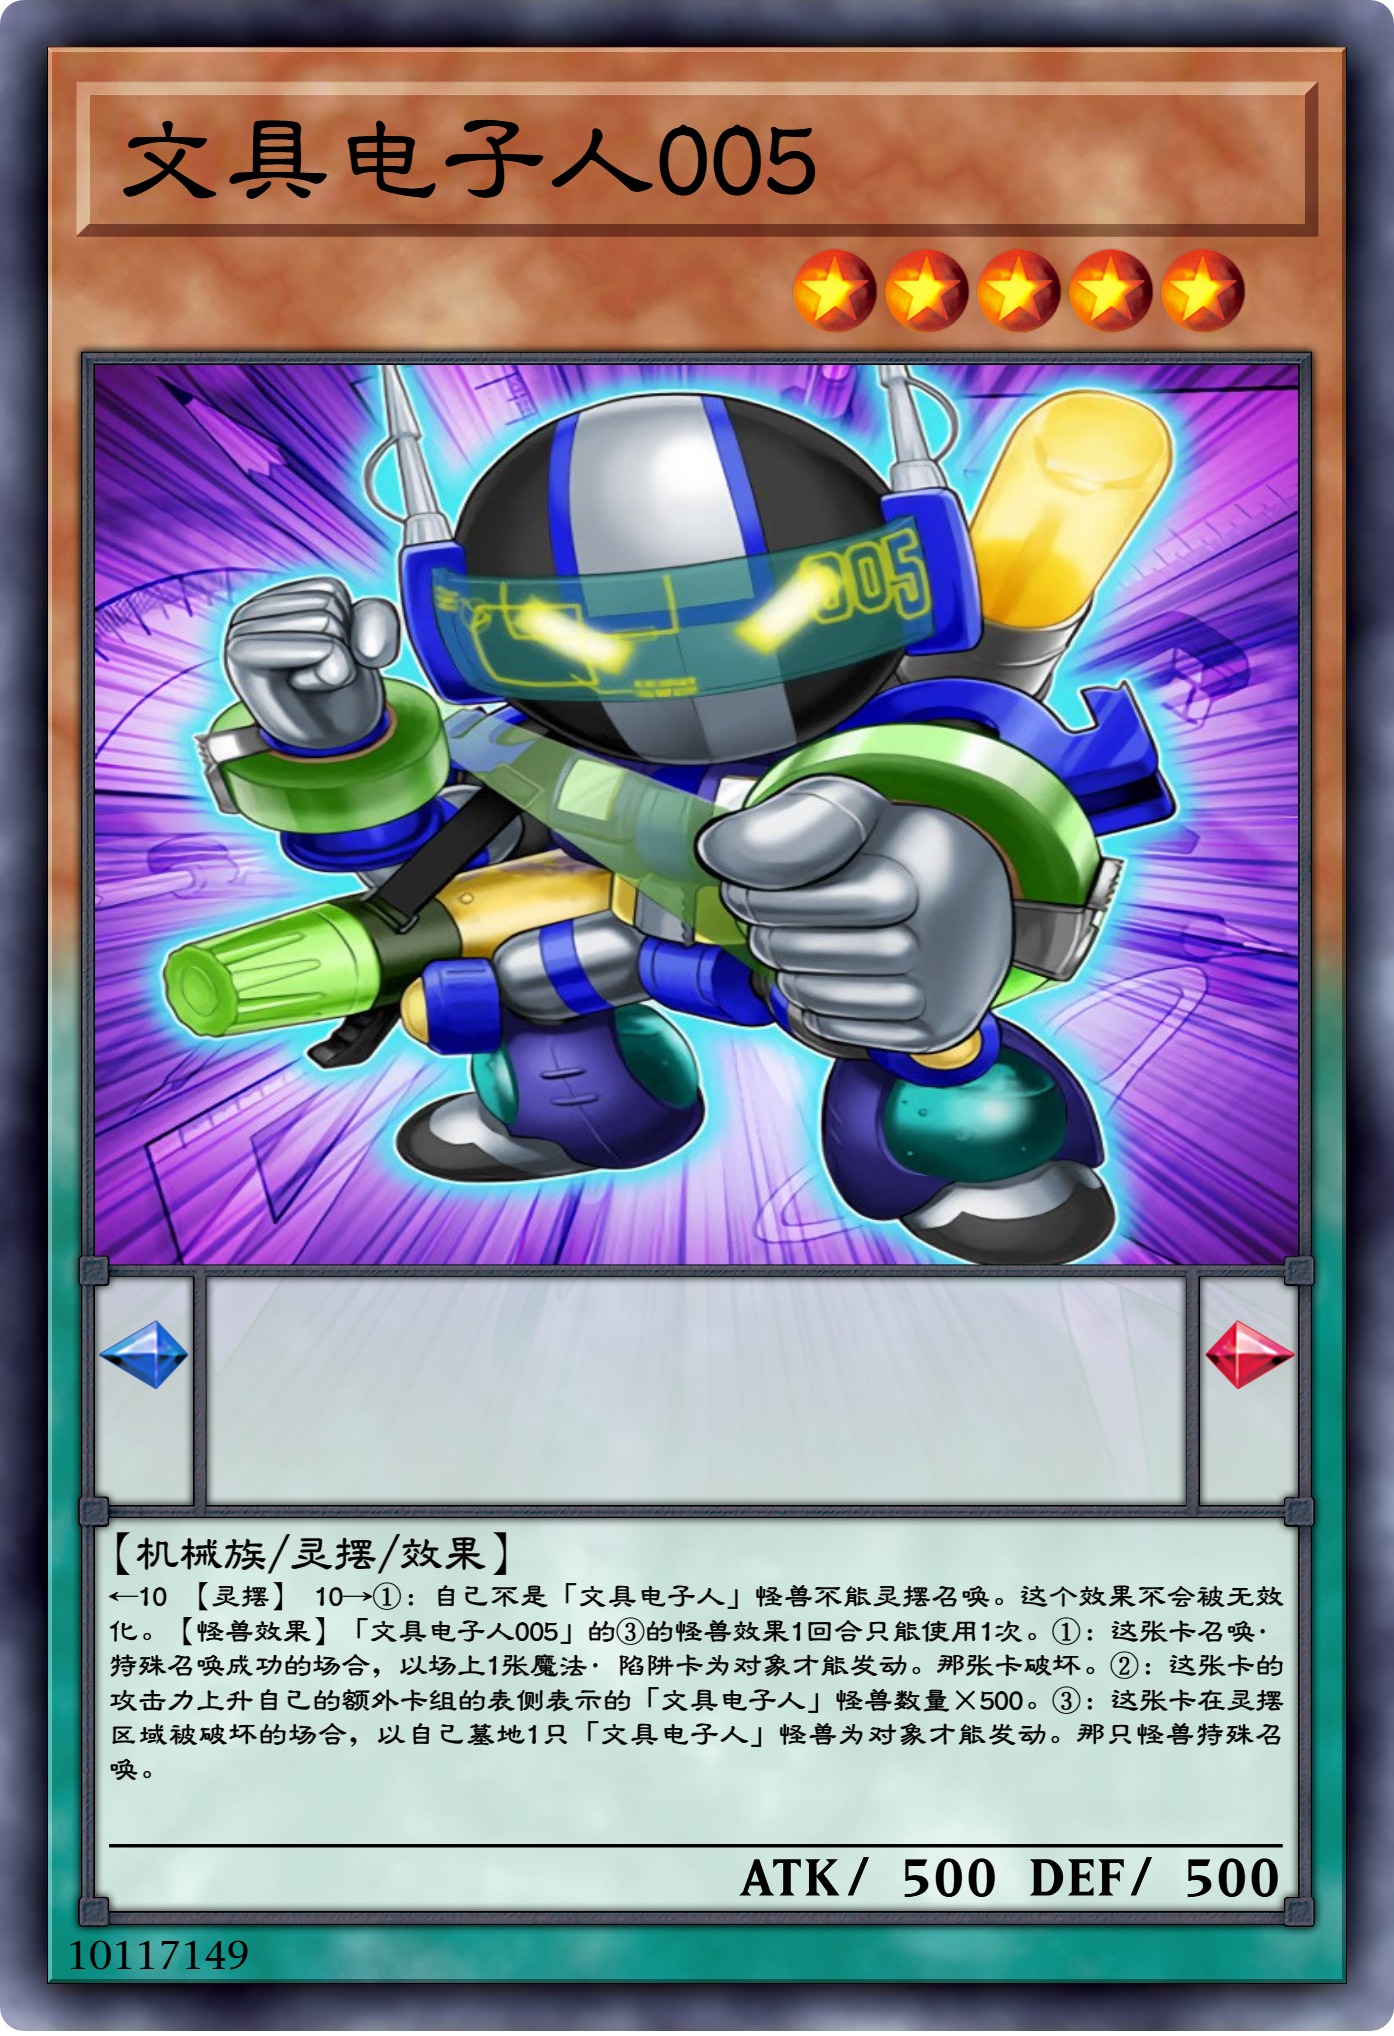 文具电子人005
005
【机械族/灵摆/效果】
←10 【灵摆】 10→①：自己不是「文具电子人」怪兽不能灵摆召唤。这个效果不会被无效
化。【怪兽效果】「文具电子人005」的③的怪兽效果1回合只能使用1次。①：这张卡召唤·
特殊召唤成功的场合，以场上1张魔法·陷阱卡为对象才能发动。那张卡破坏。②：这张卡的
攻击力上升自己的额外卡组的表侧表示的「文具电子人」怪兽数量×500。③：这张卡在灵摆
区域被破坏的场合，以自己墓地1只「文具电子人」怪兽为对象才能发动。那只怪兽特殊召
唤。
ATK/ 500 DEF/ 500
10117149